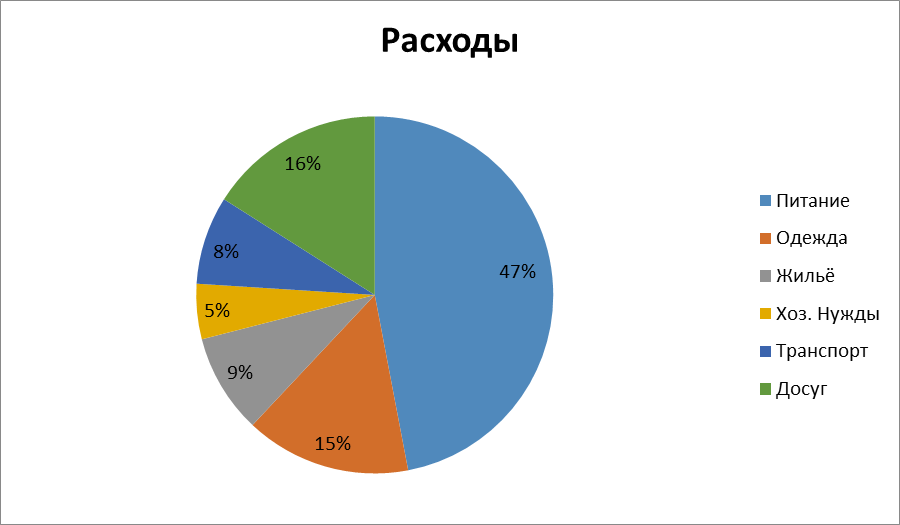 Расходы
16%
8%
47%
5%
9%
15%
Питание
Одежда
Жильё
Хоз. Нужды
Транспорт
Досуг